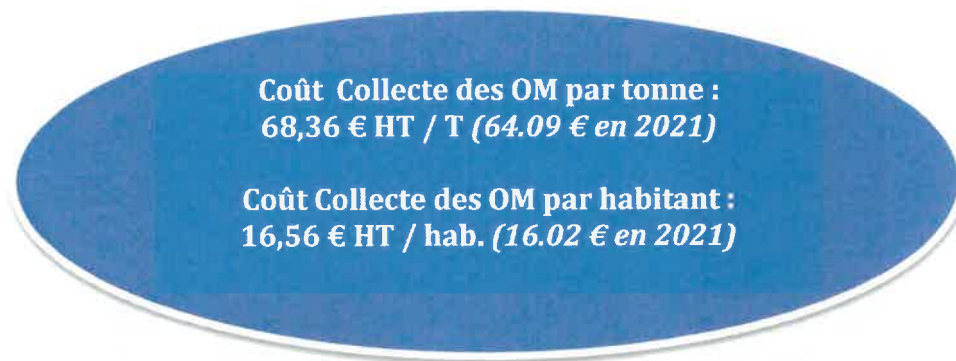 Coût Collecte des OM par tonne :
68,36 € HT / T (64.09 € en 2021)
Coût Collecte des OM par habitant :
16,56 € HT / hab. (16.02 € en 2021)